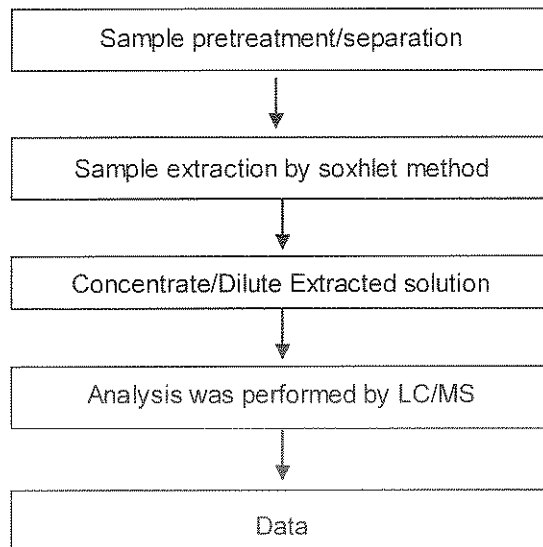 Sample pretreatment/separation
Sample extraction by soxhlet method
Concentrate/Dilute Extracted solution
Analysis was performed by LC/MS
Data